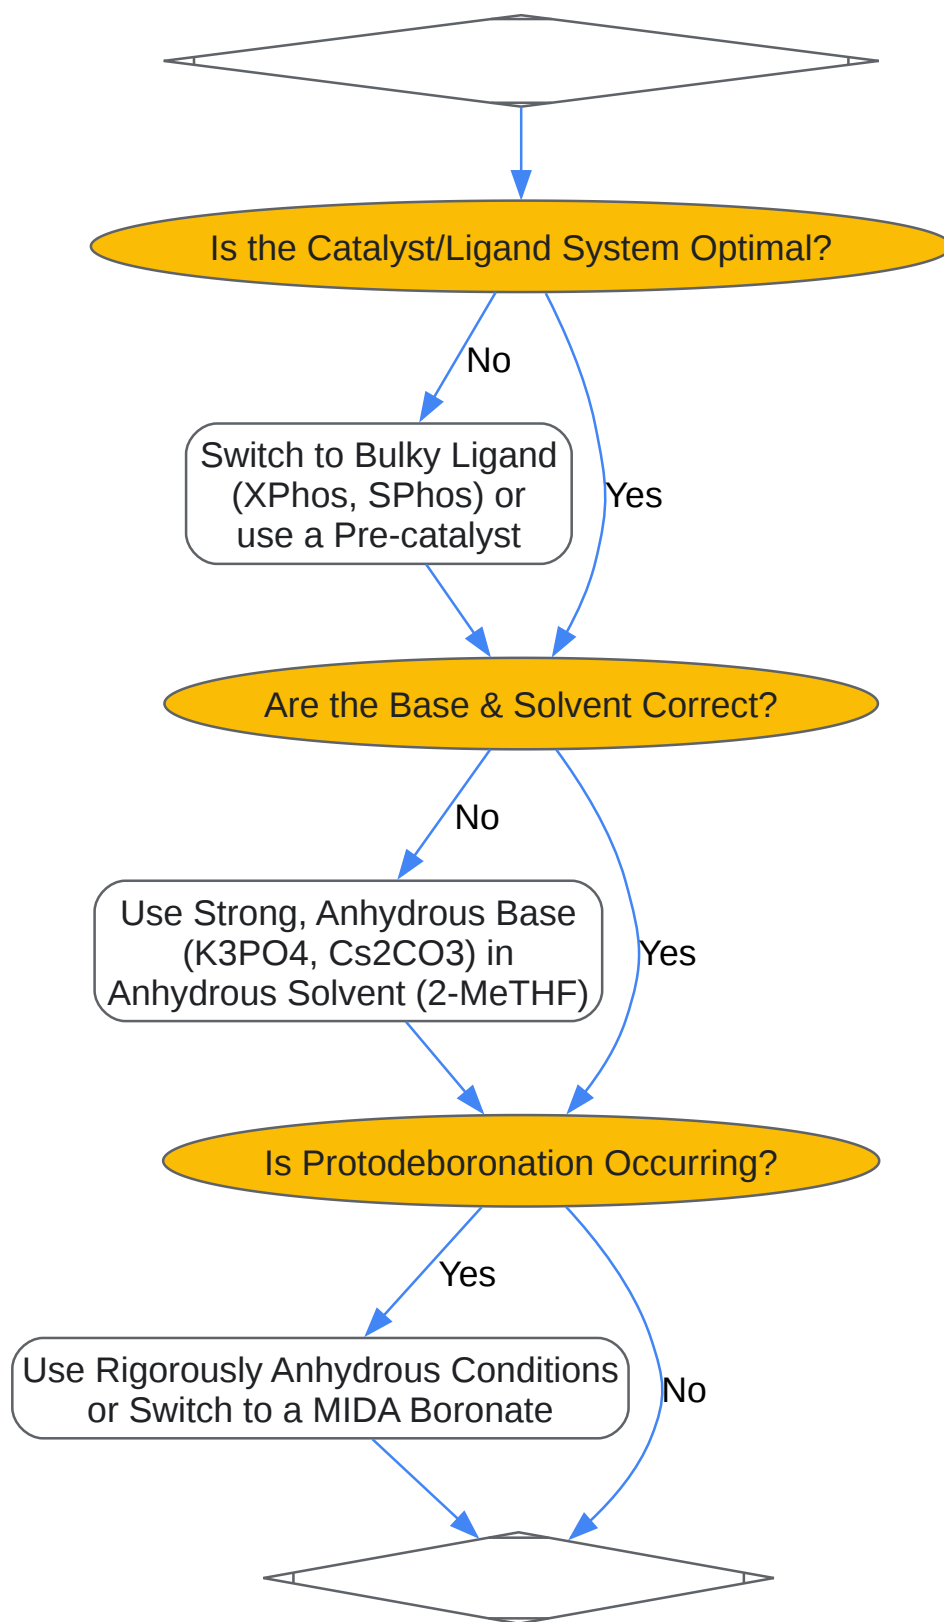 Is the Catalyst/Ligand System Optimal?
No
Switch to Bulky Ligand
(XPhos, SPhos) or
use a Pre-catalyst
Yes
Are the Base & Solvent Correct?
No
Use Strong, Anhydrous Base
(K3PO4, Cs2CO3) in
Anhydrous Solvent (2-MeTHF)
Yes
Is Protodeboronation Occurring?
Yes
Use Rigorously Anhydrous Conditions
or Switch to a MIDA Boronate
No